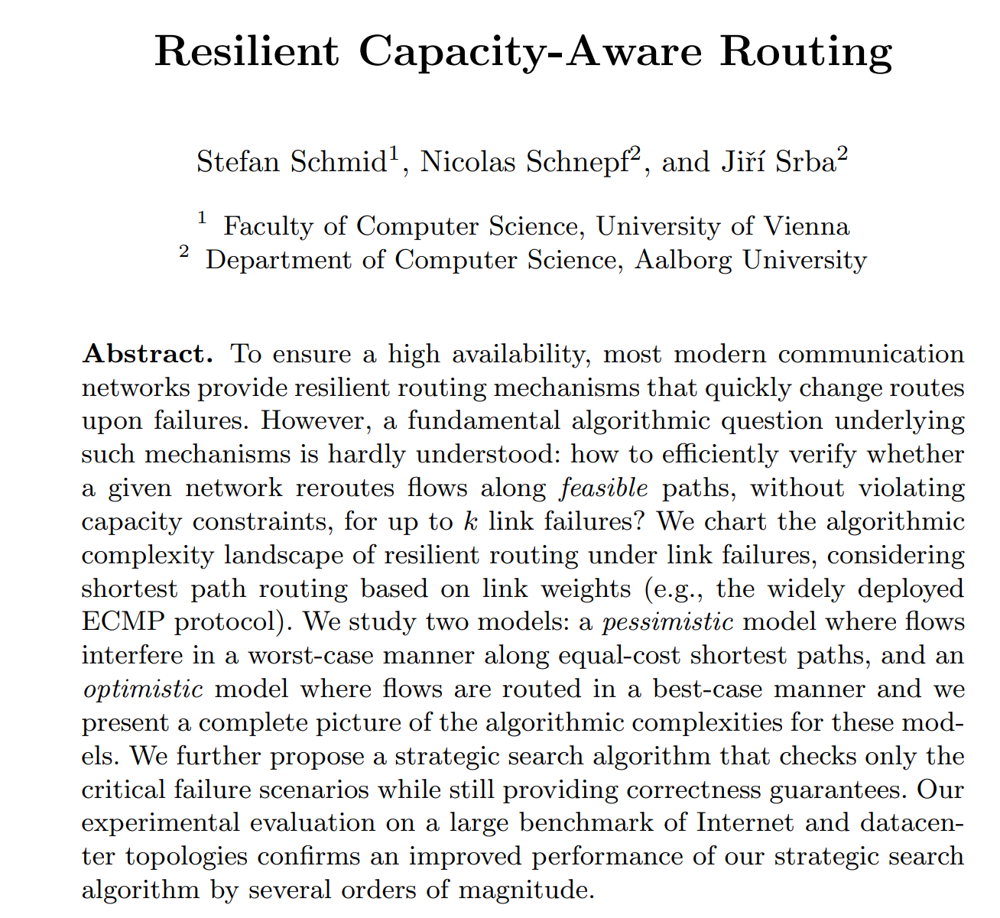 Resilient Capacity-Aware Routing
Stefan Schmid1, Nicolas Schnepf2, and Jiří Srba2
1 Faculty of Computer Science, University of Vienna
2 Department of Computer Science, Aalborg University
Abstract. To ensure a high availability, most modern communication
networks provide resilient routing mechanisms that quickly change routes
upon failures. However, a fundamental algorithmic question underlying
such mechanisms is hardly understood: how to efficiently verify whether
a given network reroutes flows along feasible paths, without violating
capacity constraints, for up to k link failures? We chart the algorithmic
complexity landscape of resilient routing under link failures, considering
shortest path routing based on link weights (e.g., the widely deployed
ECMP protocol). We study two models: a pessimistic model where flows
interfere in a worst-case manner along equal-cost shortest paths, and an
optimistic model where flows are routed in a best-case manner and we
present a complete picture of the algorithmic complexities for these mod-
els. We further propose a strategic search algorithm that checks only the
critical failure scenarios while still providing correctness guarantees. Our
experimental evaluation on a large benchmark of Internet and datacen-
ter topologies confirms an improved performance of our strategic search
algorithm by several orders of magnitude.